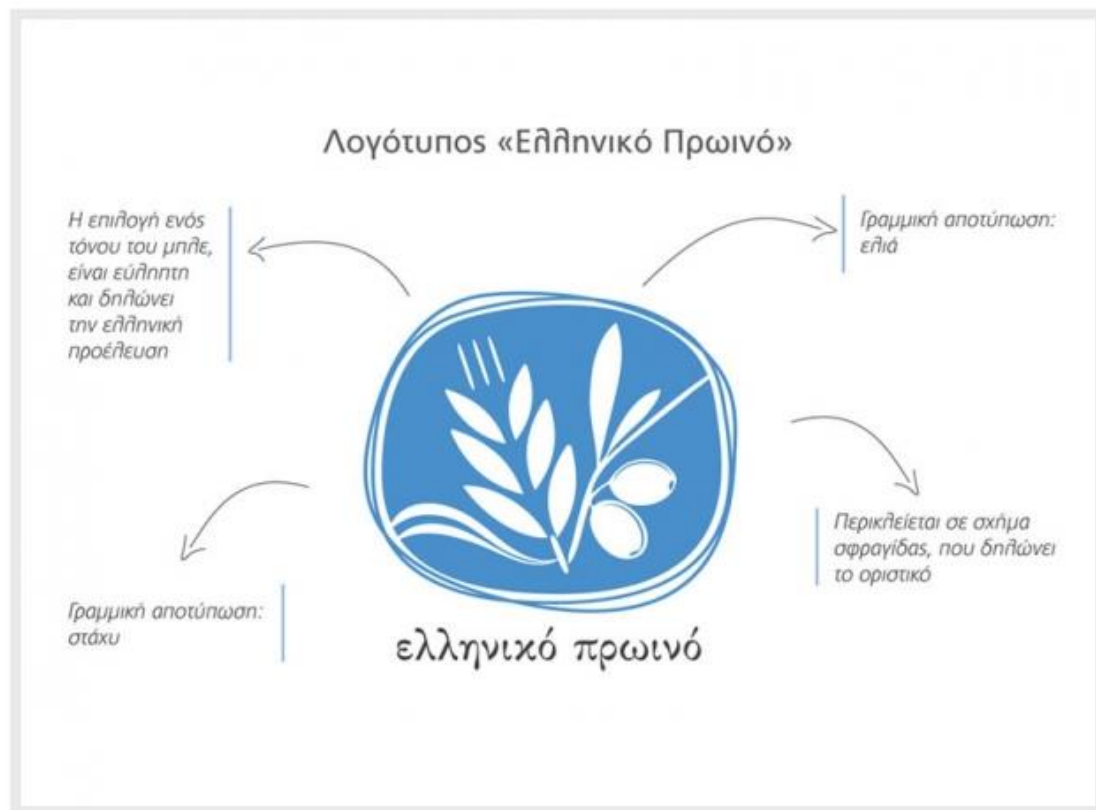 Λογότυπος «Ελληνικό Πρωινό»
Η επιλογή ενός
τόνου του μπλε,
είναι εύληπτη
και δηλώνει
την ελληνική
προέλευση
Γραμμική αποτύπωση:
ελιά
Γραμμική αποτύπωση:
στάχυ
Περικλείεται σε σχήμα
σφραγίδας, που δηλώνει
το οριστικό
ελληνικό πρωινό